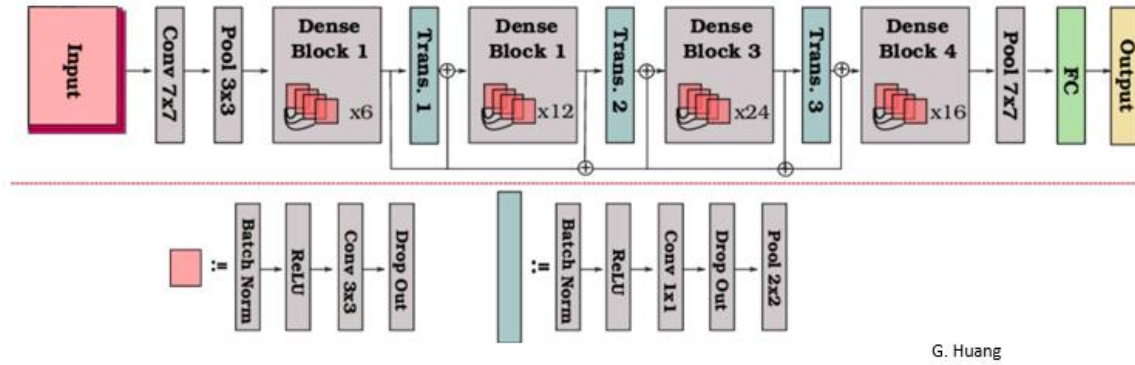 Input
Conv 7x7
Pool 3x3
Dense
Block 1
x6
Trans. 1
Dense
Block 1
x12
Trans. 2
Dense
Block 3
x24
Trans. 3
Dense
Block 4
x16
Pool 7x7
FC
Output
::=
Batch Norm
ReLU
Conv 3x3
Drop Out
::=
Batch Norm
ReLU
Conv 1x1
Drop Out
Pool 2x2
G. Huang